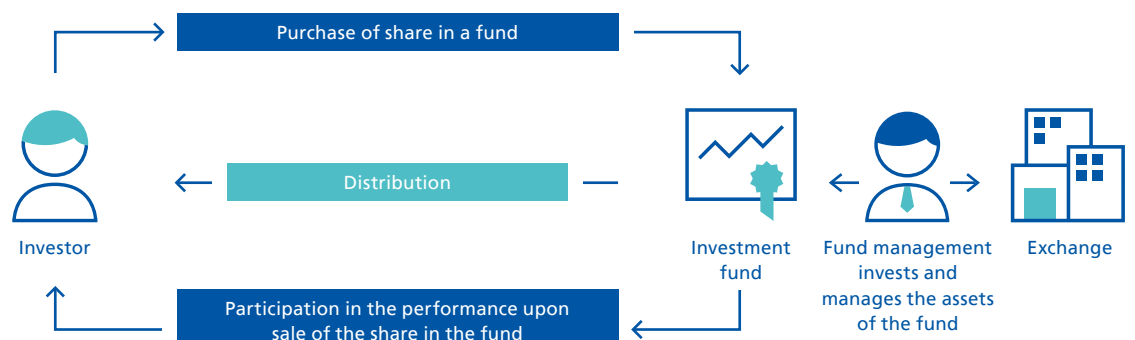 Purchase of share in a fund
Distribution
Investor
Investment
fund
Fund management
invests and
manages the assets
of the fund
Exchange
Participation in the performance upon
sale of the share in the fund